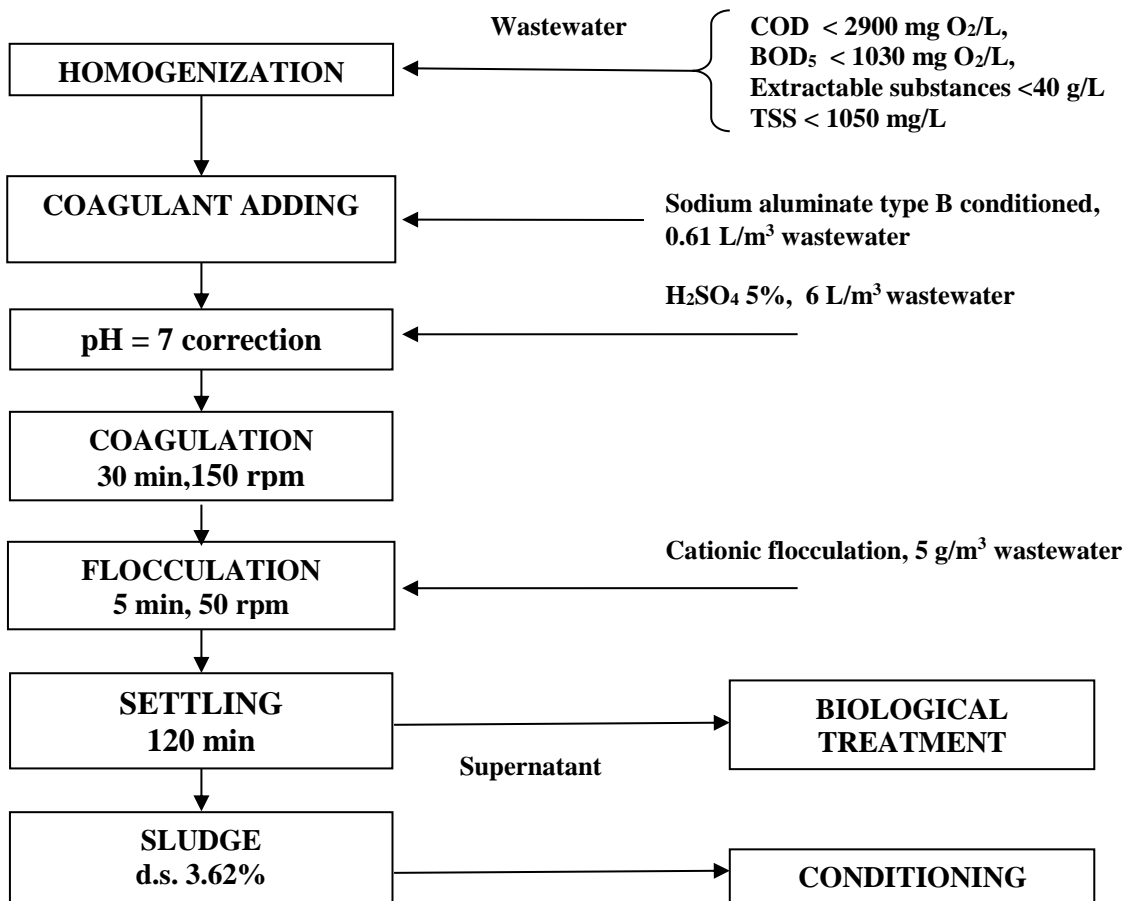 Wastewater
COD < 2900 mg O₂/L,
BOD₅ < 1030 mg O₂/L,
Extractable substances <40 g/L
TSS < 1050 mg/L
HOMOGENIZATION
COAGULANT ADDING
Sodium aluminate type B conditioned,
0.61 L/m³ wastewater
H₂SO₄ 5%, 6 L/m³ wastewater
pH = 7 correction
COAGULATION
30 min,150 rpm
Cationic flocculation, 5 g/m³ wastewater
FLOCCULATION
5 min, 50 rpm
SETTLING
120 min
BIOLOGICAL
TREATMENT
Supernatant
SLUDGE
d.s. 3.62%
CONDITIONING